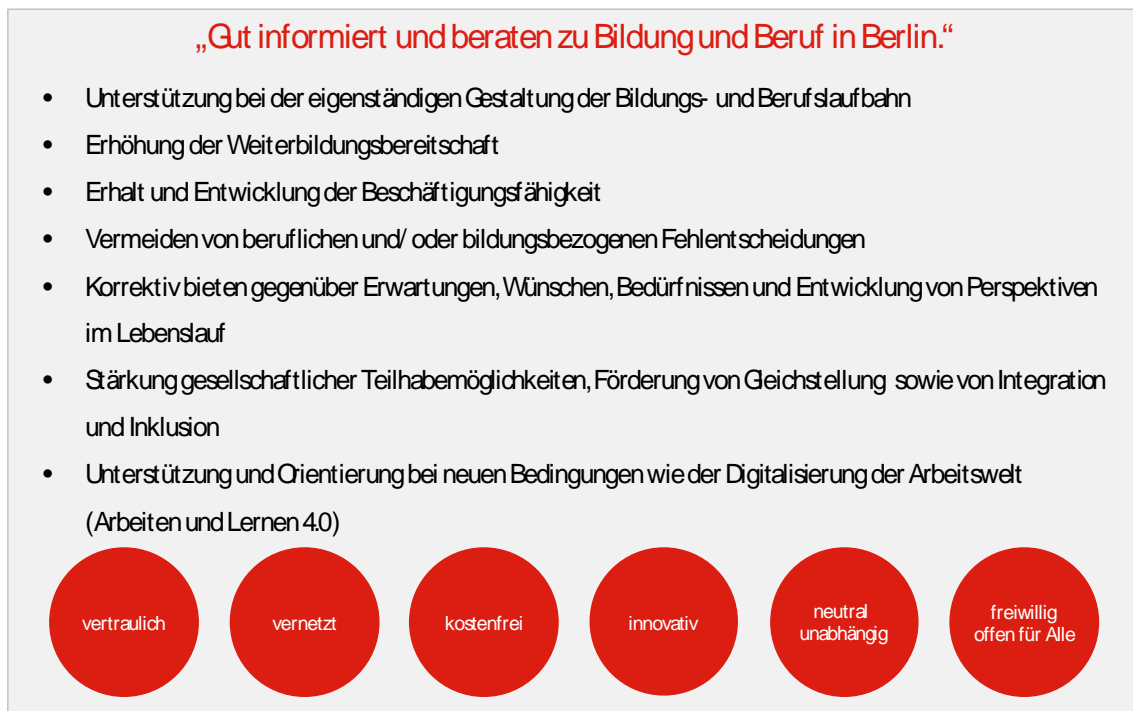 „Gut informiert und beraten zu Bildung und Beruf in Berlin.“
• Unterstützung bei der eigenständigen Gestaltung der Bildungs- und Berufslaufbahn
• Erhöhung der Weiterbildungsbereitschaft
• Erhalt und Entwicklung der Beschäftigungsfähigkeit
• Vermeiden von beruflichen und/ oder bildungsbezogenen Fehlentscheidungen
• Korrektiv bieten gegenüber Erwartungen, Wünschen, Bedürfnissen und Entwicklung von Perspektiven
im Lebenslauf
• Stärkung gesellschaftlicher Teilhabemöglichkeiten, Förderung von Gleichstellung sowie von Integration
und Inklusion
• Unterstützung und Orientierung bei neuen Bedingungen wie der Digitalisierung der Arbeitswelt
(Arbeiten und Lernen 4.0)
vertraulich
vernetzt
kostenfrei
innovativ
neutral
unabhängig
freiwillig
offen für Alle